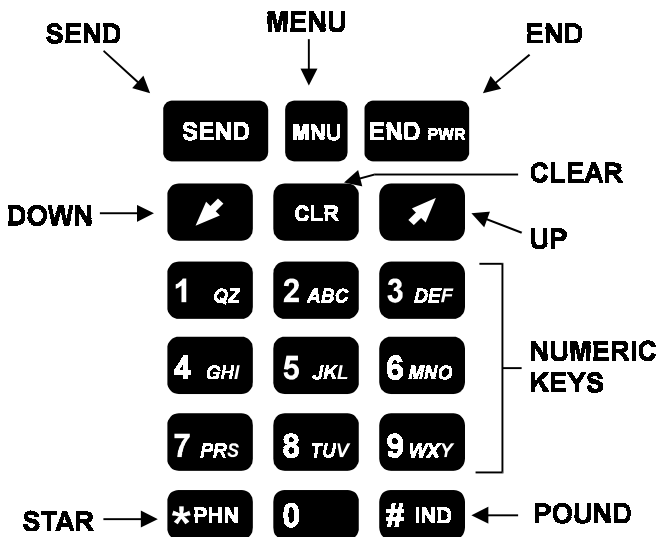 SEND MENU END
SEND MNU END PWR
CLEAR
DOWN CLR UP
1 QZ 2 ABC 3 DEF
4 GHI 5 JKL 6 MNO
NUMERIC
KEYS
7 PRS 8 TUV 9 WXY
STAR *PHN 0 # IND POUND